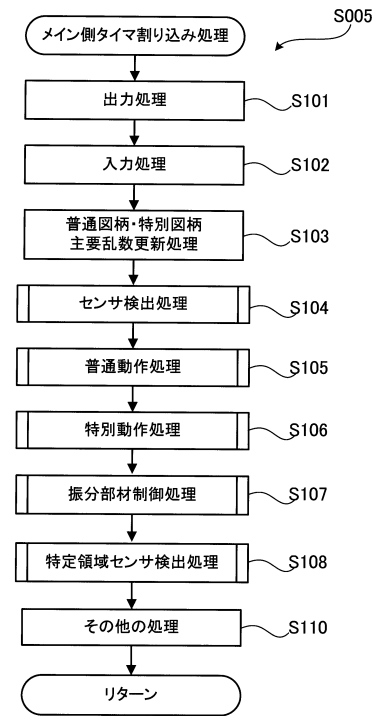 S005
メイン側タイマ割り込み処理
出力処理
S101
入力処理
S102
普通図柄・特別図柄
主要乱数更新処理
S103
センサ検出処理
S104
普通動作処理
S105
特別動作処理
S106
振分部材制御処理
S107
特定領域センサ検出処理
S108
その他の処理
S110
リターン